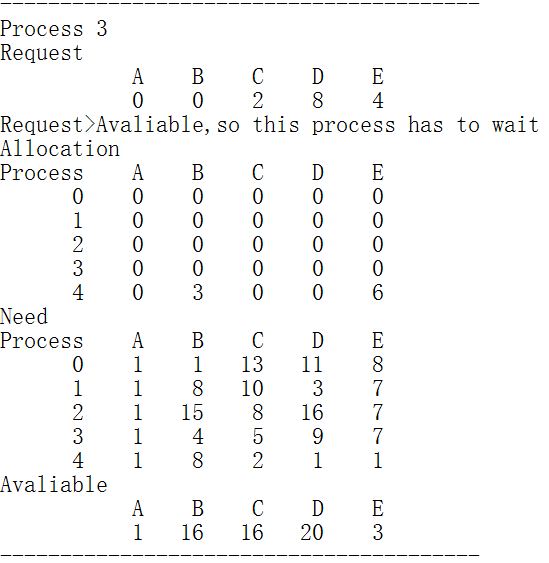 ----------------------------------------
Process 3
Request
A B C D E
0 0 2 8 4
Request>Avaliable,so this process has to wait
Allocation
Process A B C D E
0 0 0 0 0 0
1 0 0 0 0 0
2 0 0 0 0 0
3 0 0 0 0 0
4 0 3 0 0 6
Need
Process A B C D E
0 1 1 13 11 8
1 1 8 10 3 7
2 1 15 8 16 7
3 1 4 5 9 7
4 1 8 2 1 1
Avaliable
A B C D E
1 16 16 20 3
----------------------------------------